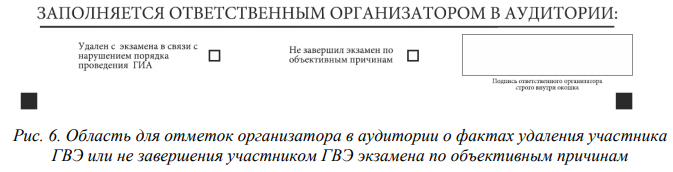 ЗАПОЛНЯЕТСЯ ОТВЕТСТВЕННЫМ ОРГАНИЗАТОРОМ В АУДИТОРИИ:
Удален с экзамена в связи с
нарушением порядка
проведения ГИА
Не завершил экзамен по
объективным причинам
Подпись ответственного организатора
строго внутри окошка
Рис. 6. Область для отметок организатора в аудитории о фактах удаления участника
ГВЭ или не завершения участником ГВЭ экзамена по объективным причинам